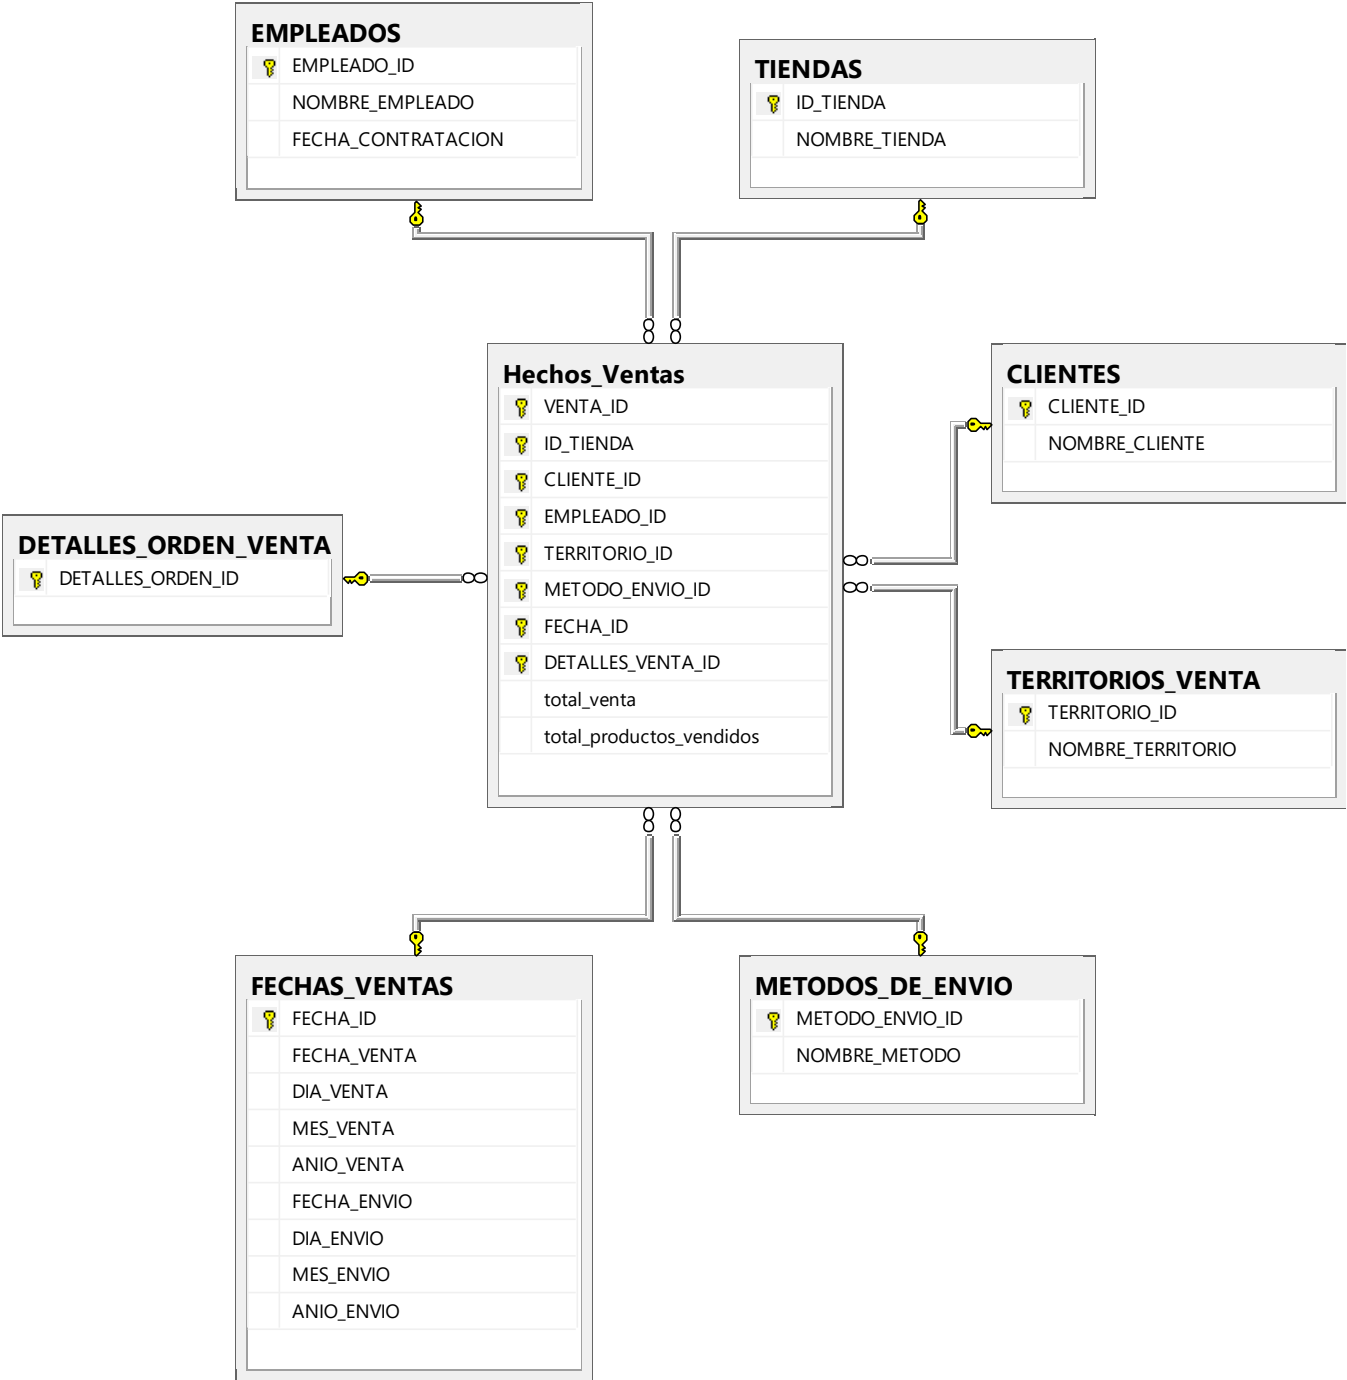 EMPLEADOS
EMPLEADO_ID
NOMBRE_EMPLEADO
FECHA_CONTRATACION
TIENDAS
ID_TIENDA
NOMBRE_TIENDA
Hechos_Ventas
VENTA_ID
ID_TIENDA
CLIENTE_ID
EMPLEADO_ID
TERRITORIO_ID
METODO_ENVIO_ID
FECHA_ID
DETALLES_VENTA_ID
total_venta
total_productos_vendidos
CLIENTES
CLIENTE_ID
NOMBRE_CLIENTE
DETALLES_ORDEN_VENTA
DETALLES_ORDEN_ID
TERRITORIOS_VENTA
TERRITORIO_ID
NOMBRE_TERRITORIO
FECHAS_VENTAS
FECHA_ID
FECHA_VENTA
DIA_VENTA
MES_VENTA
ANIO_VENTA
FECHA_ENVIO
DIA_ENVIO
MES_ENVIO
ANIO_ENVIO
METODOS_DE_ENVIO
METODO_ENVIO_ID
NOMBRE_METODO